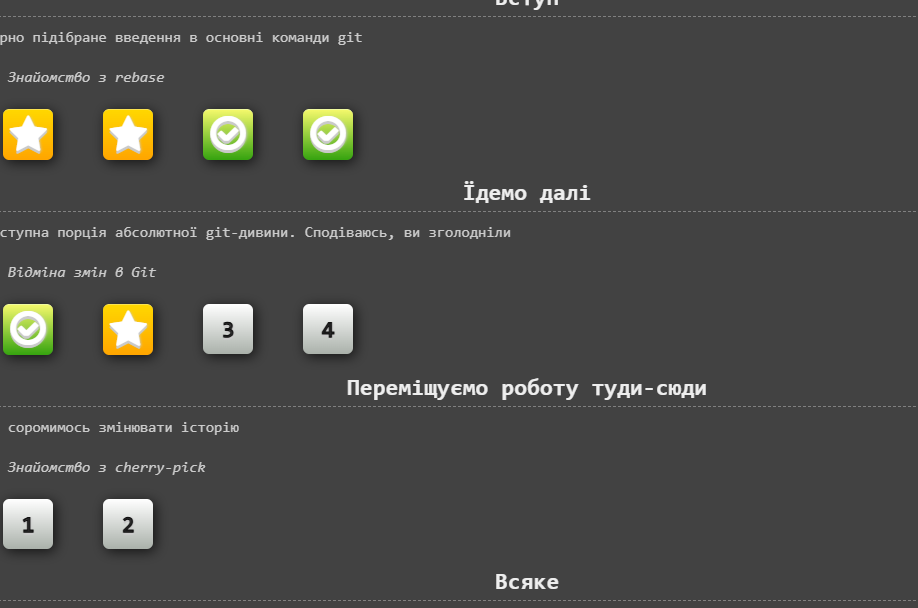 Вступ
рно підібране введення в основні команди git
Знайомство з rebase
Їдемо далі
ступна порція абсолютної git-дивини. Сподіваюсь, ви зголодніли
Відміна змін в Git
3 4
Переміщуємо роботу туди-сюди
соромимось змінювати історію
Знайомство з cherry-pick
1 2
Всяке